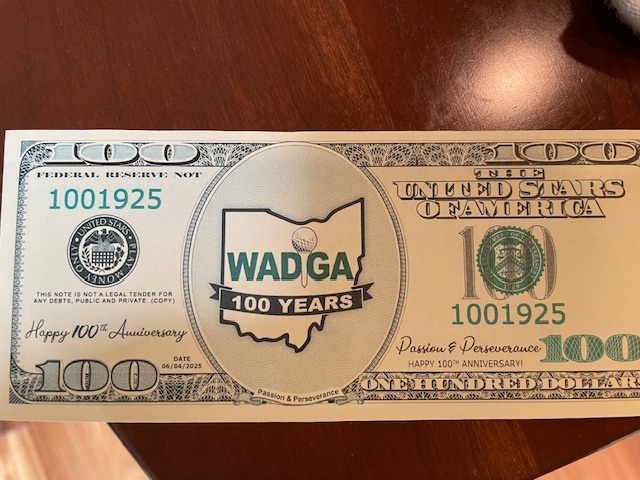 100
100
FEDERAL RESERVE NOT
THE
UNITED STARS
OF AMERICA
1001925
UNITED STARS
PLAY MONEY ONLY
THIS NOTE IS NOT A LEGAL TENDER FOR
ANY DEBTS, PUBLIC AND PRIVATE. (COPY)
Happy 100th Anniversary
DATE
06/04/2025
100
WADGA
100 YEARS
Passion & Perseverance
100
1001925
Passion & Perseverance
HAPPY 100TH ANNIVERSARY!
100
ONE HUNDRED DOLLARS